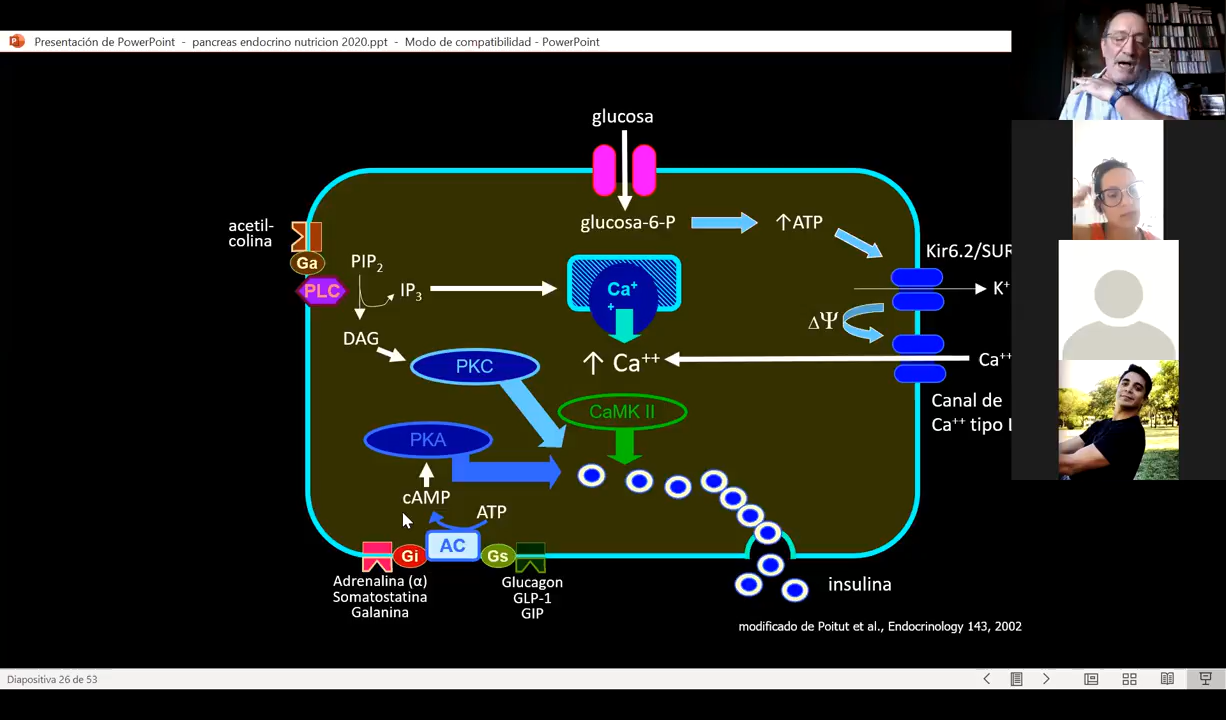 Presentación de PowerPoint - pancreas endocrino nutricion 2020.ppt - Modo de compatibilidad - PowerPoint
glucosa
glucosa-6-P
↑ATP
acetil-
colina
Ga
PLC
PIP2
IP3
DAG
Ca+
+
Kir6.2/SUR
K+
ΔΨ
↑ Ca++
Ca++
Canal de
Ca++ tipo L
PKC
CaMK II
PKA
cAMP
ATP
Gi
AC
Gs
Adrenalina (α)
Somatostatina
Galanina
Glucagon
GLP-1
GIP
insulina
modificado de Poitut et al., Endocrinology 143, 2002
Diapositiva 26 de 53